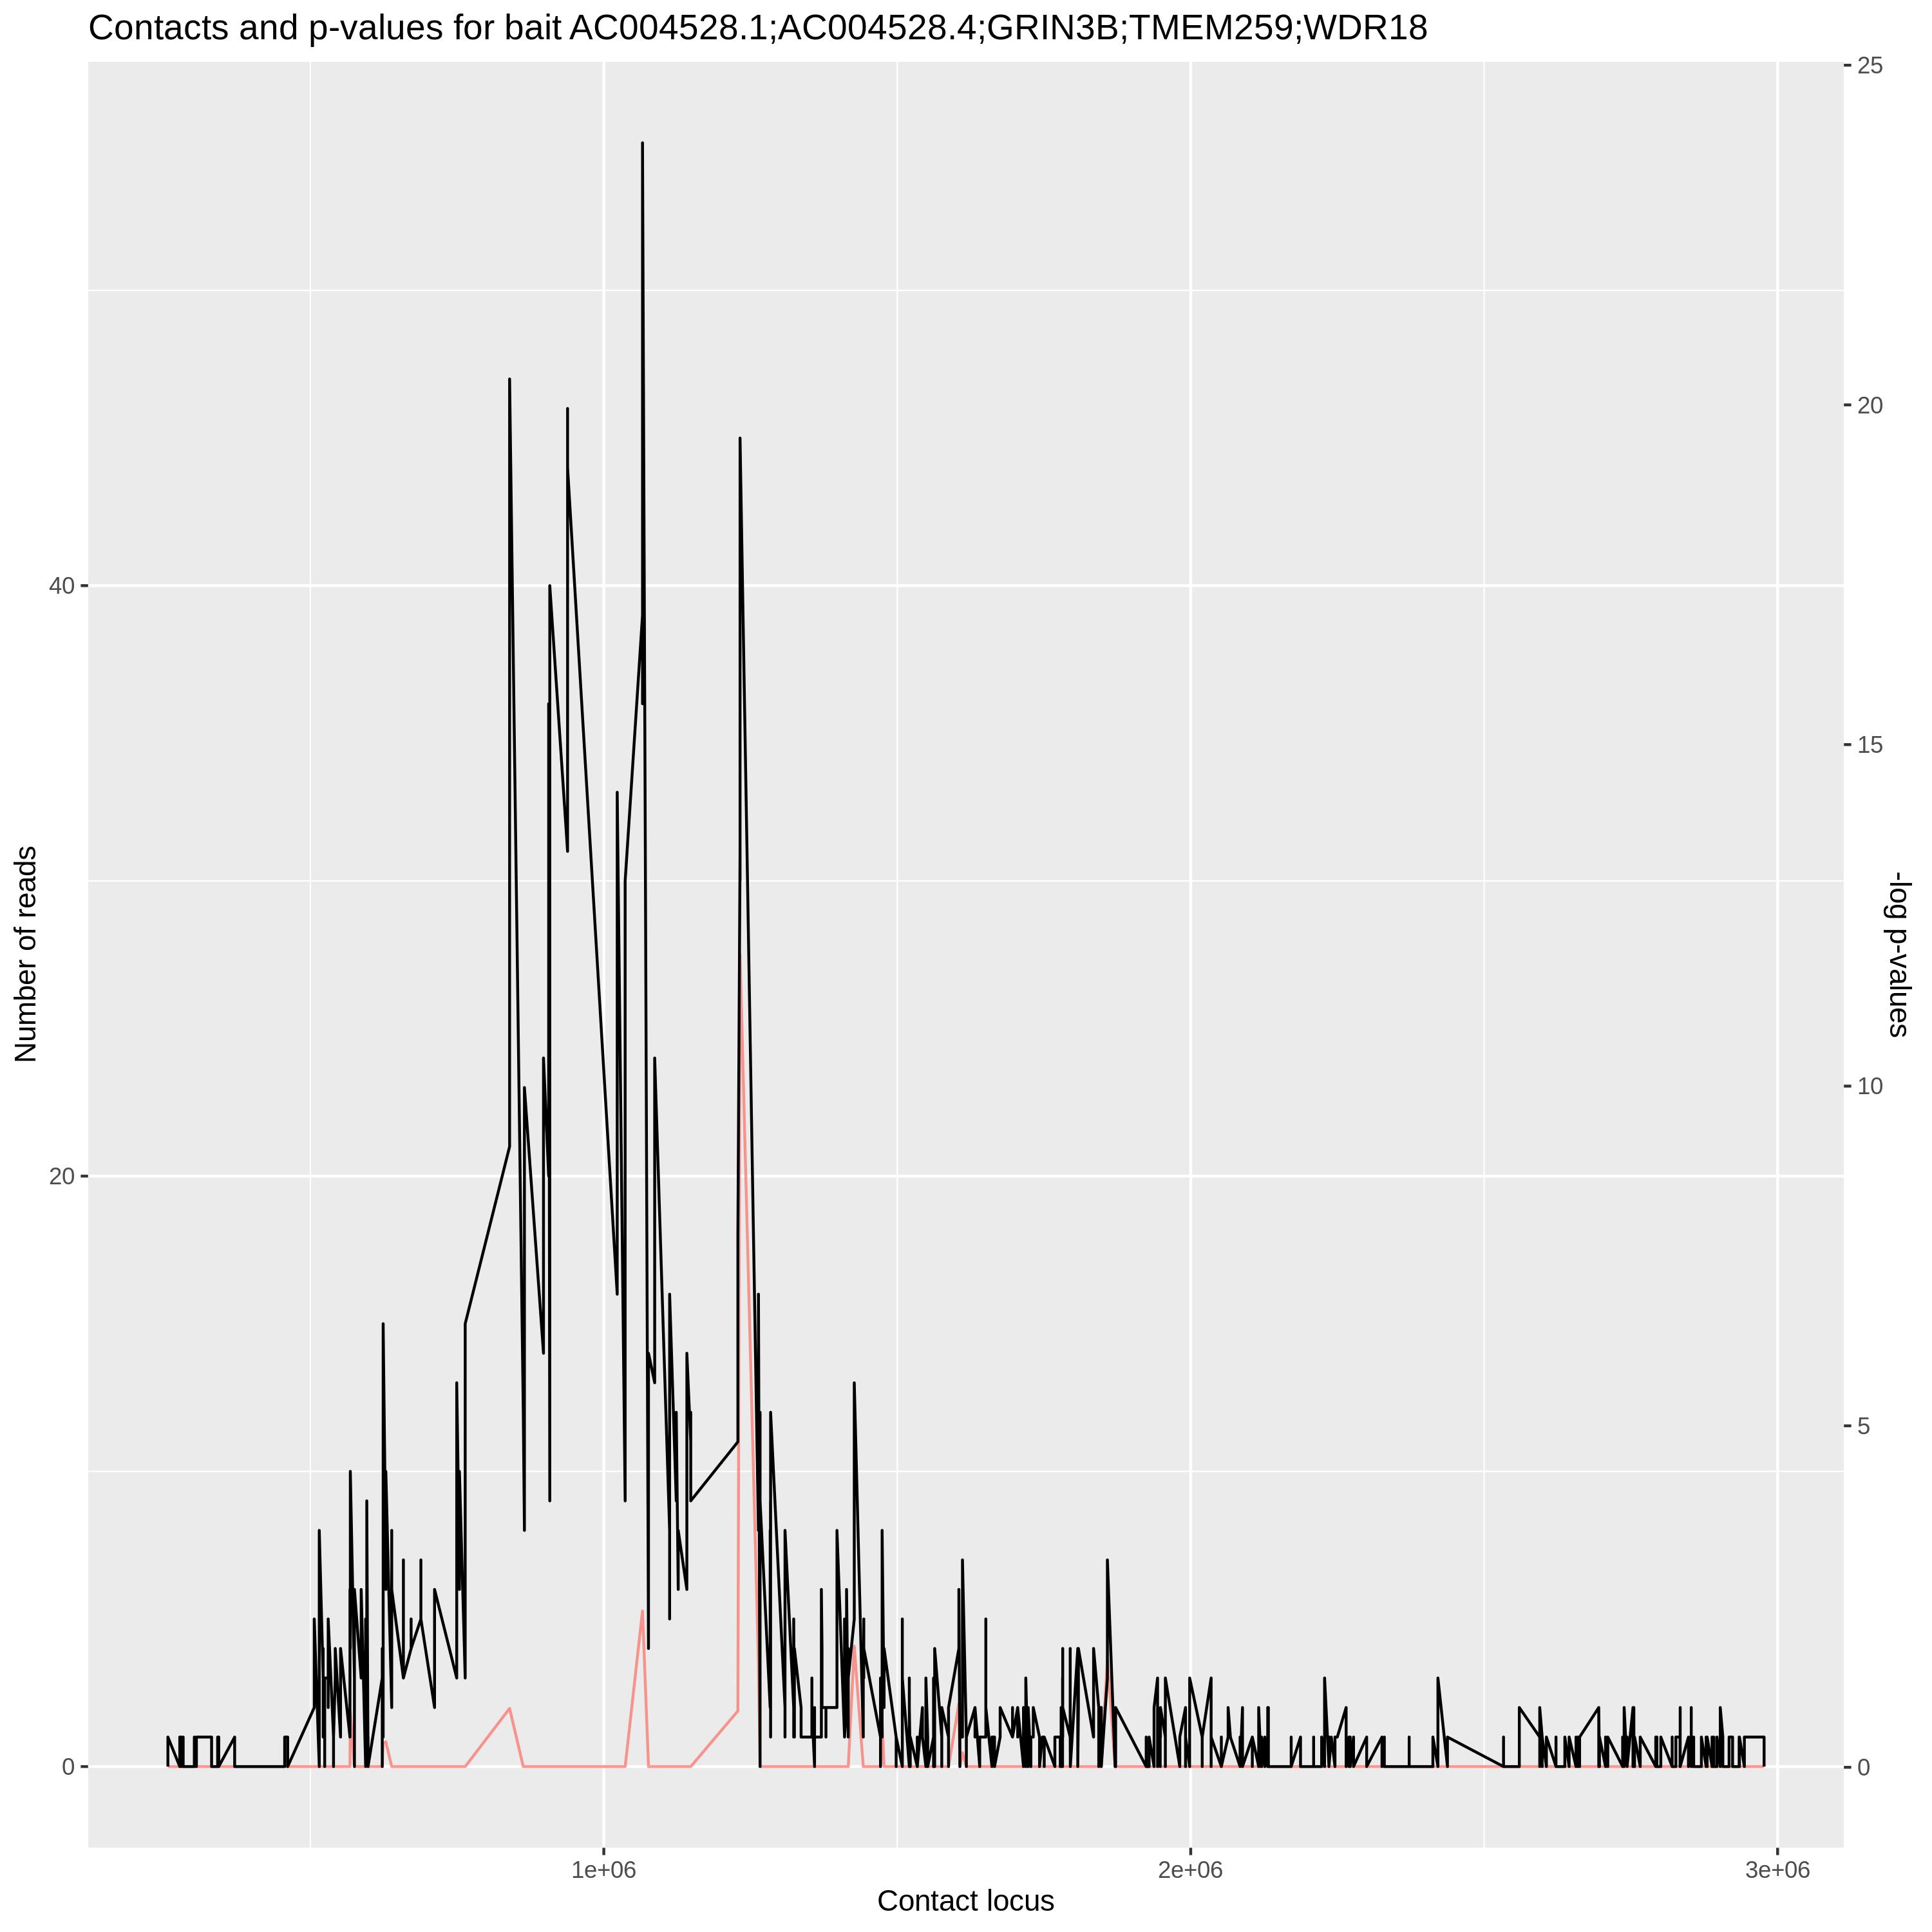 Contacts and p-values for bait AC004528.1;AC004528.4;GRIN3B;TMEM259;WDR18
25
20
40
15
Number of reads
-log p-values
10
20
5
0
0
1e+06
2e+06
3e+06
Contact locus